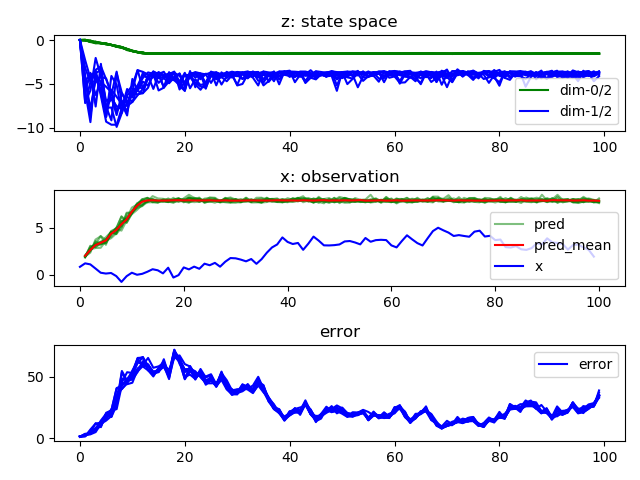 z: state space
0
−5
−10
dim-0/2
dim-1/2
0 20 40 60 80 100
x: observation
5
0
pred
pred_mean
x
0 20 40 60 80 100
error
50
0
error
0 20 40 60 80 100